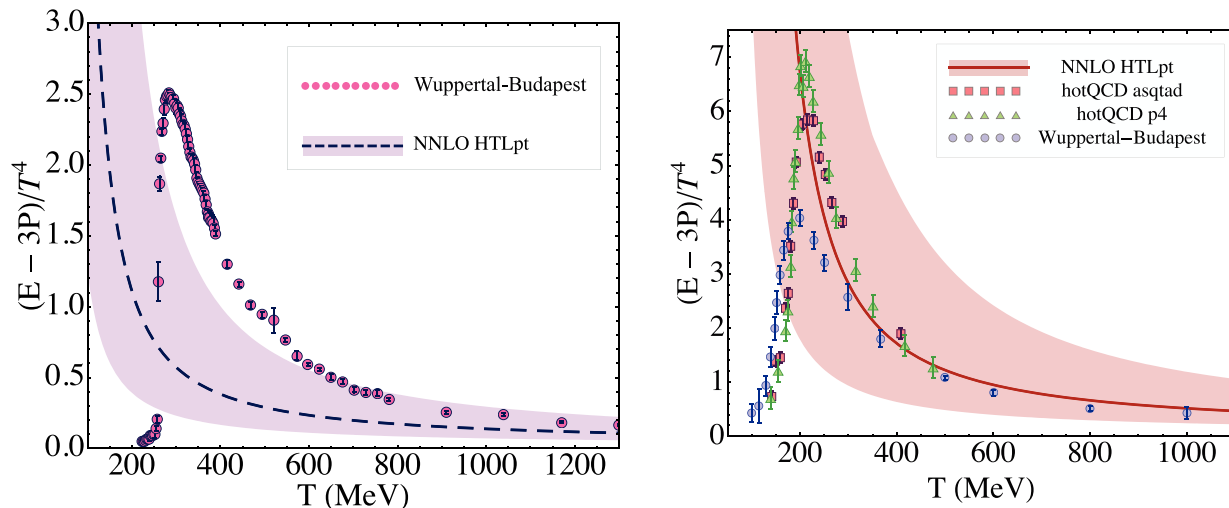 3.0
2.5
2.0
1.5
1.0
0.5
0.0
(E − 3P)/T⁴
Wuppertal-Budapest
NNLO HTLpt
200 400 600 800 1000 1200
T (MeV)
7
6
5
4
3
2
1
0
(E − 3P)/T⁴
NNLO HTLpt
hotQCD asqtad
hotQCD p4
Wuppertal−Budapest
200 400 600 800 1000
T (MeV)